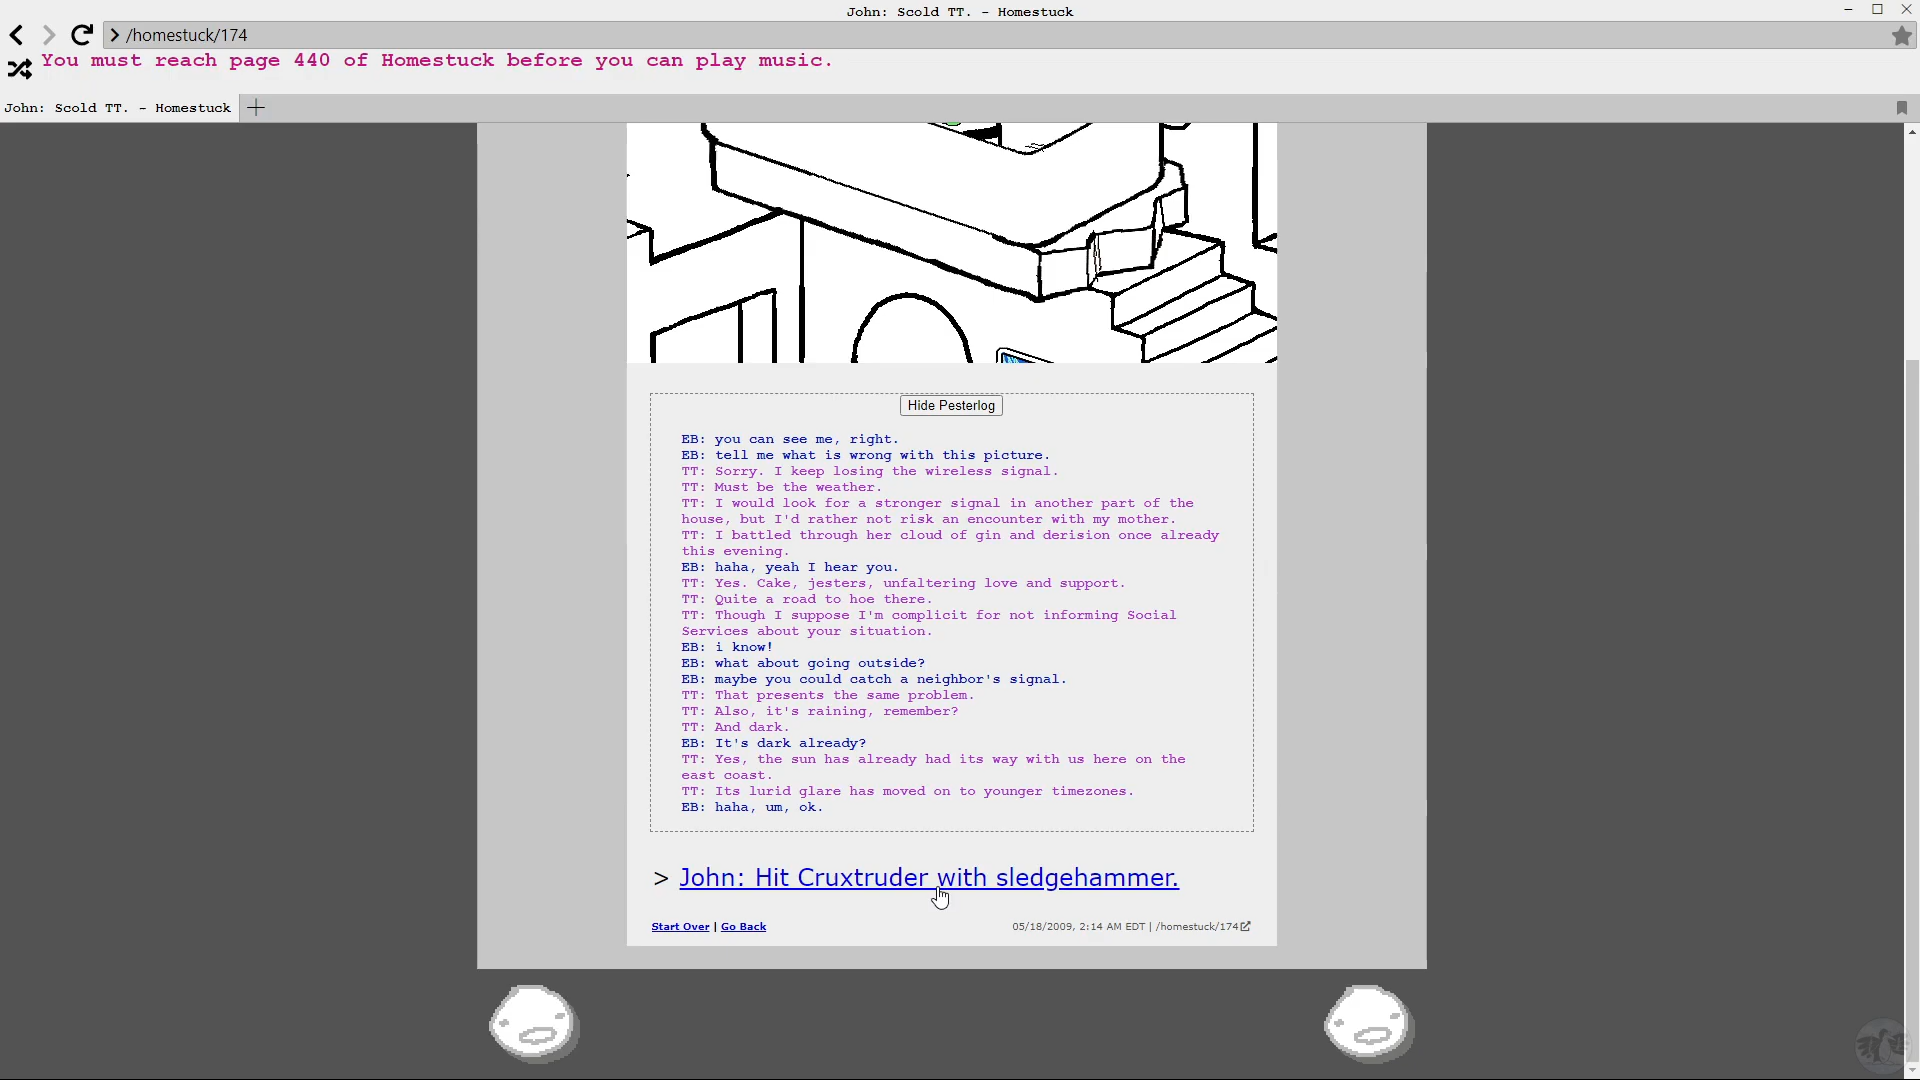 John: Scold TT. - Homestuck
/homestuck/174
You must reach page 440 of Homestuck before you can play music.
John: Scold TT. - Homestuck
Hide Pesterlog
EB: you can see me, right.
EB: tell me what is wrong with this picture.
TT: Sorry. I keep losing the wireless signal.
TT: Must be the weather.
TT: I would look for a stronger signal in another part of the
house, but I'd rather not risk an encounter with my mother.
TT: I battled through her cloud of gin and derision once already
this evening.
EB: haha, yeah I hear you.
TT: Yes. Cake, jesters, unfaltering love and support.
TT: Quite a road to hoe there.
TT: Though I suppose I'm complicit for not informing Social
Services about your situation.
EB: i know!
EB: what about going outside?
EB: maybe you could catch a neighbor's signal.
TT: That presents the same problem.
TT: Also, it's raining, remember?
TT: And dark.
EB: It's dark already?
TT: Yes, the sun has already had its way with us here on the
east coast.
TT: Its lurid glare has moved on to younger timezones.
EB: haha, um, ok.
> John: Hit Cruxtruder with sledgehammer.
Start Over | Go Back
05/18/2009, 2:14 AM EDT | /homestuck/174